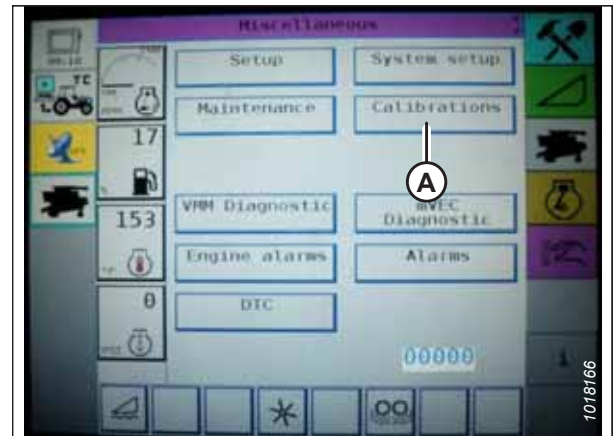 Miscellaneous
Setup
System setup
TC
Maintenance
Calibrations
17
A
VMM Diagnostic
mVEC
Diagnostic
153
Engine alarms
Alarms
0
DTC
00000
1018166